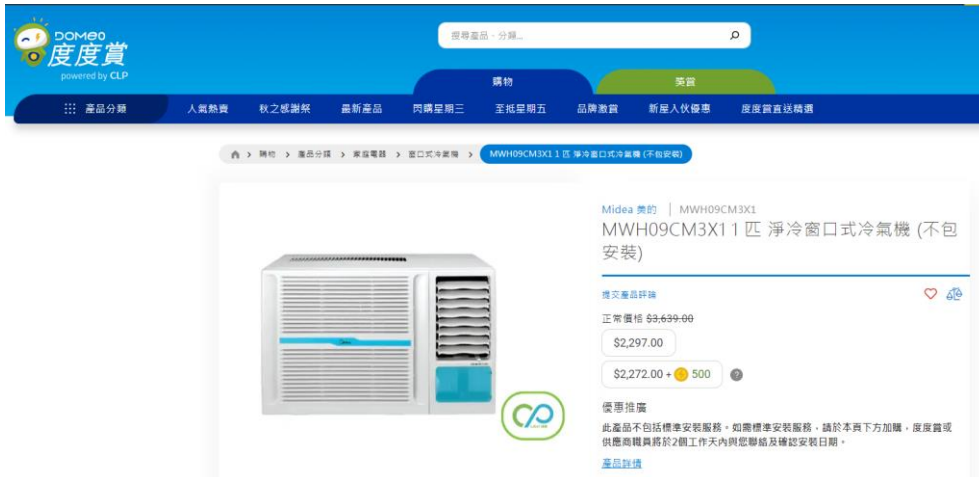 DOMeo
度度賞
powered by CLP
搜尋產品、分類...
購物
英賞
產品分類
人氣熱賣
秋之感謝祭
最新產品
閃購星期三
至抵星期五
品牌激賞
新屋入伙優惠
度度賞直送精選
購物 > 產品分類 > 家庭電器 > 窗口式冷氣機 > MWH09CM3X1 1 匹 淨冷窗口式冷氣機 (不包安裝)
Midea 美的 | MWH09CM3X1
MWH09CM3X1 1 匹 淨冷窗口式冷氣機 (不包
安裝)
提交產品評論
正常價格 $3,639.00
$2,297.00
$2,272.00 + 500 ?
優惠推廣
此產品不包括標準安裝服務。如需標準安裝服務，請於本頁下方加購，度度賞或
供應商職員將於2個工作天內與您聯絡及確認安裝日期。
產品詳情
Midea